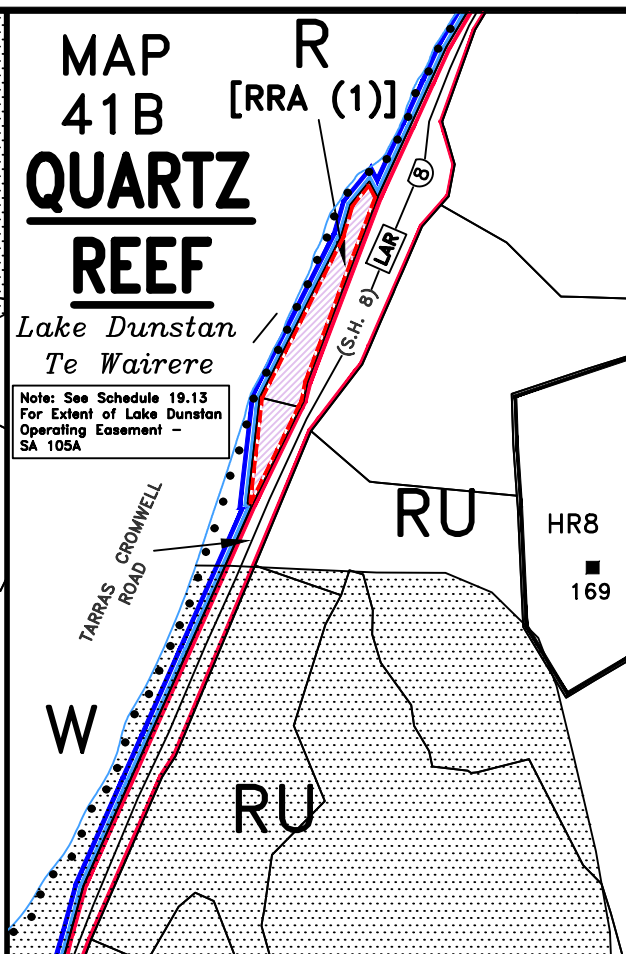 MAP
41B
QUARTZ
REEF
Lake Dunstan
Te Wairere
Note: See Schedule 19.13
For Extent of Lake Dunstan
Operating Easement –
SA 105A
R
[RRA (1)]
8
LAR
(S.H. 8)
TARRAS CROMWELL
ROAD
RU
HR8
169
W
RU